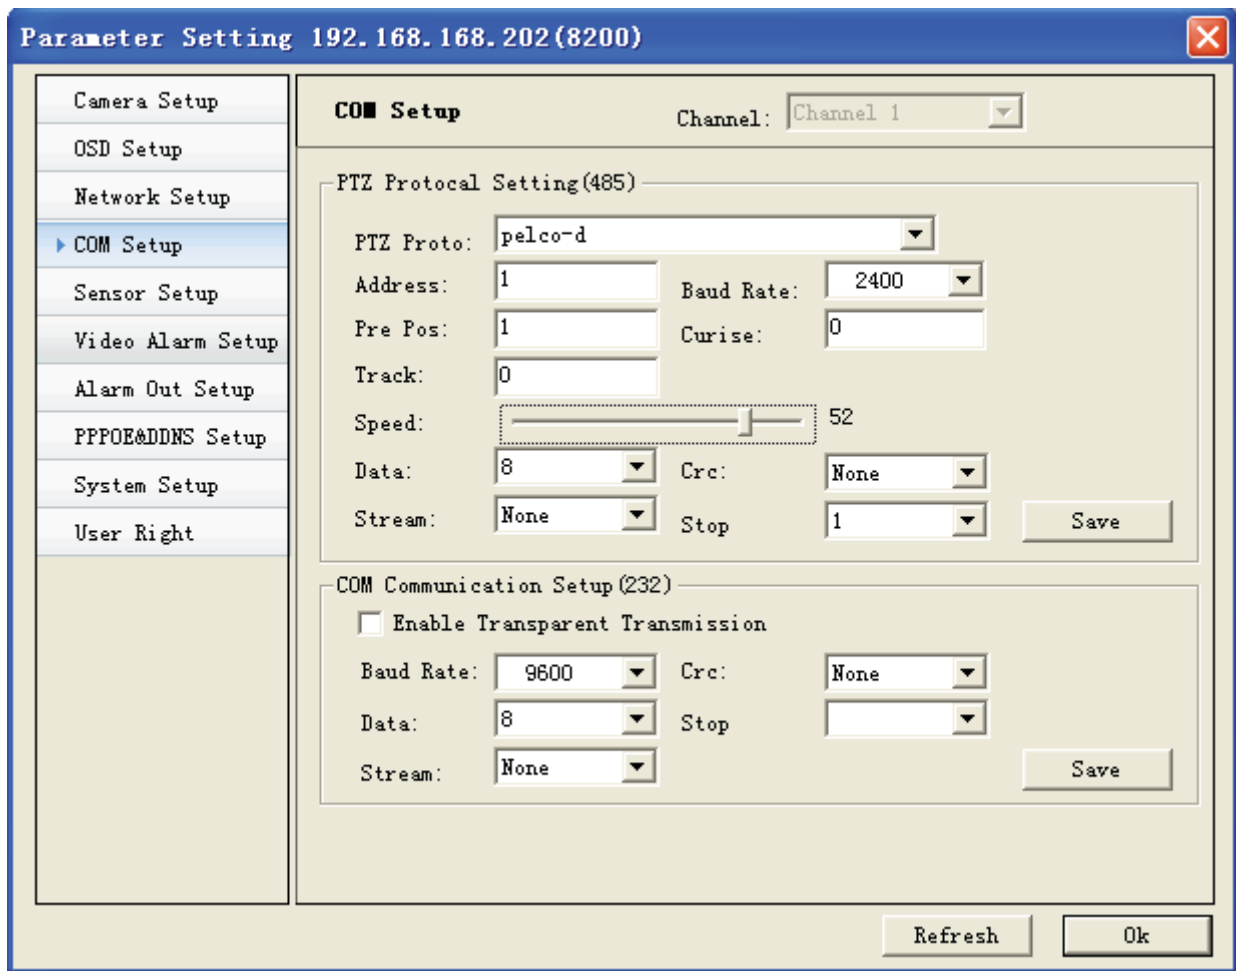 Parameter Setting 192.168.168.202(8200)
Camera Setup
OSD Setup
Network Setup
COM Setup
Sensor Setup
Video Alarm Setup
Alarm Out Setup
PPPOE&DDNS Setup
System Setup
User Right
COM Setup
Channel: Channel 1
PTZ Protocal Setting(485)
PTZ Proto: pelco-d
Address: 1 Baud Rate: 2400
Pre Pos: 1 Curise: 0
Track: 0
Speed: 52
Data: 8 Crc: None
Stream: None Stop 1 Save
COM Communication Setup(232)
Enable Transparent Transmission
Baud Rate: 9600 Crc: None
Data: 8 Stop
Stream: None Save
Refresh Ok